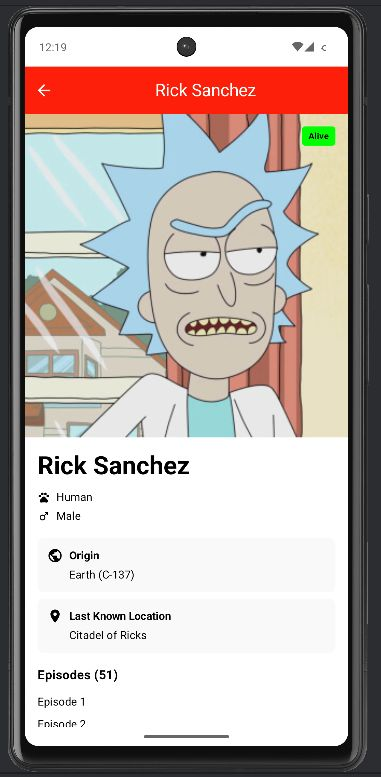 12:19
Rick Sanchez
Alive
Rick Sanchez
Human
Male
Origin
Earth (C-137)
Last Known Location
Citadel of Ricks
Episodes (51)
Episode 1
Episode 2